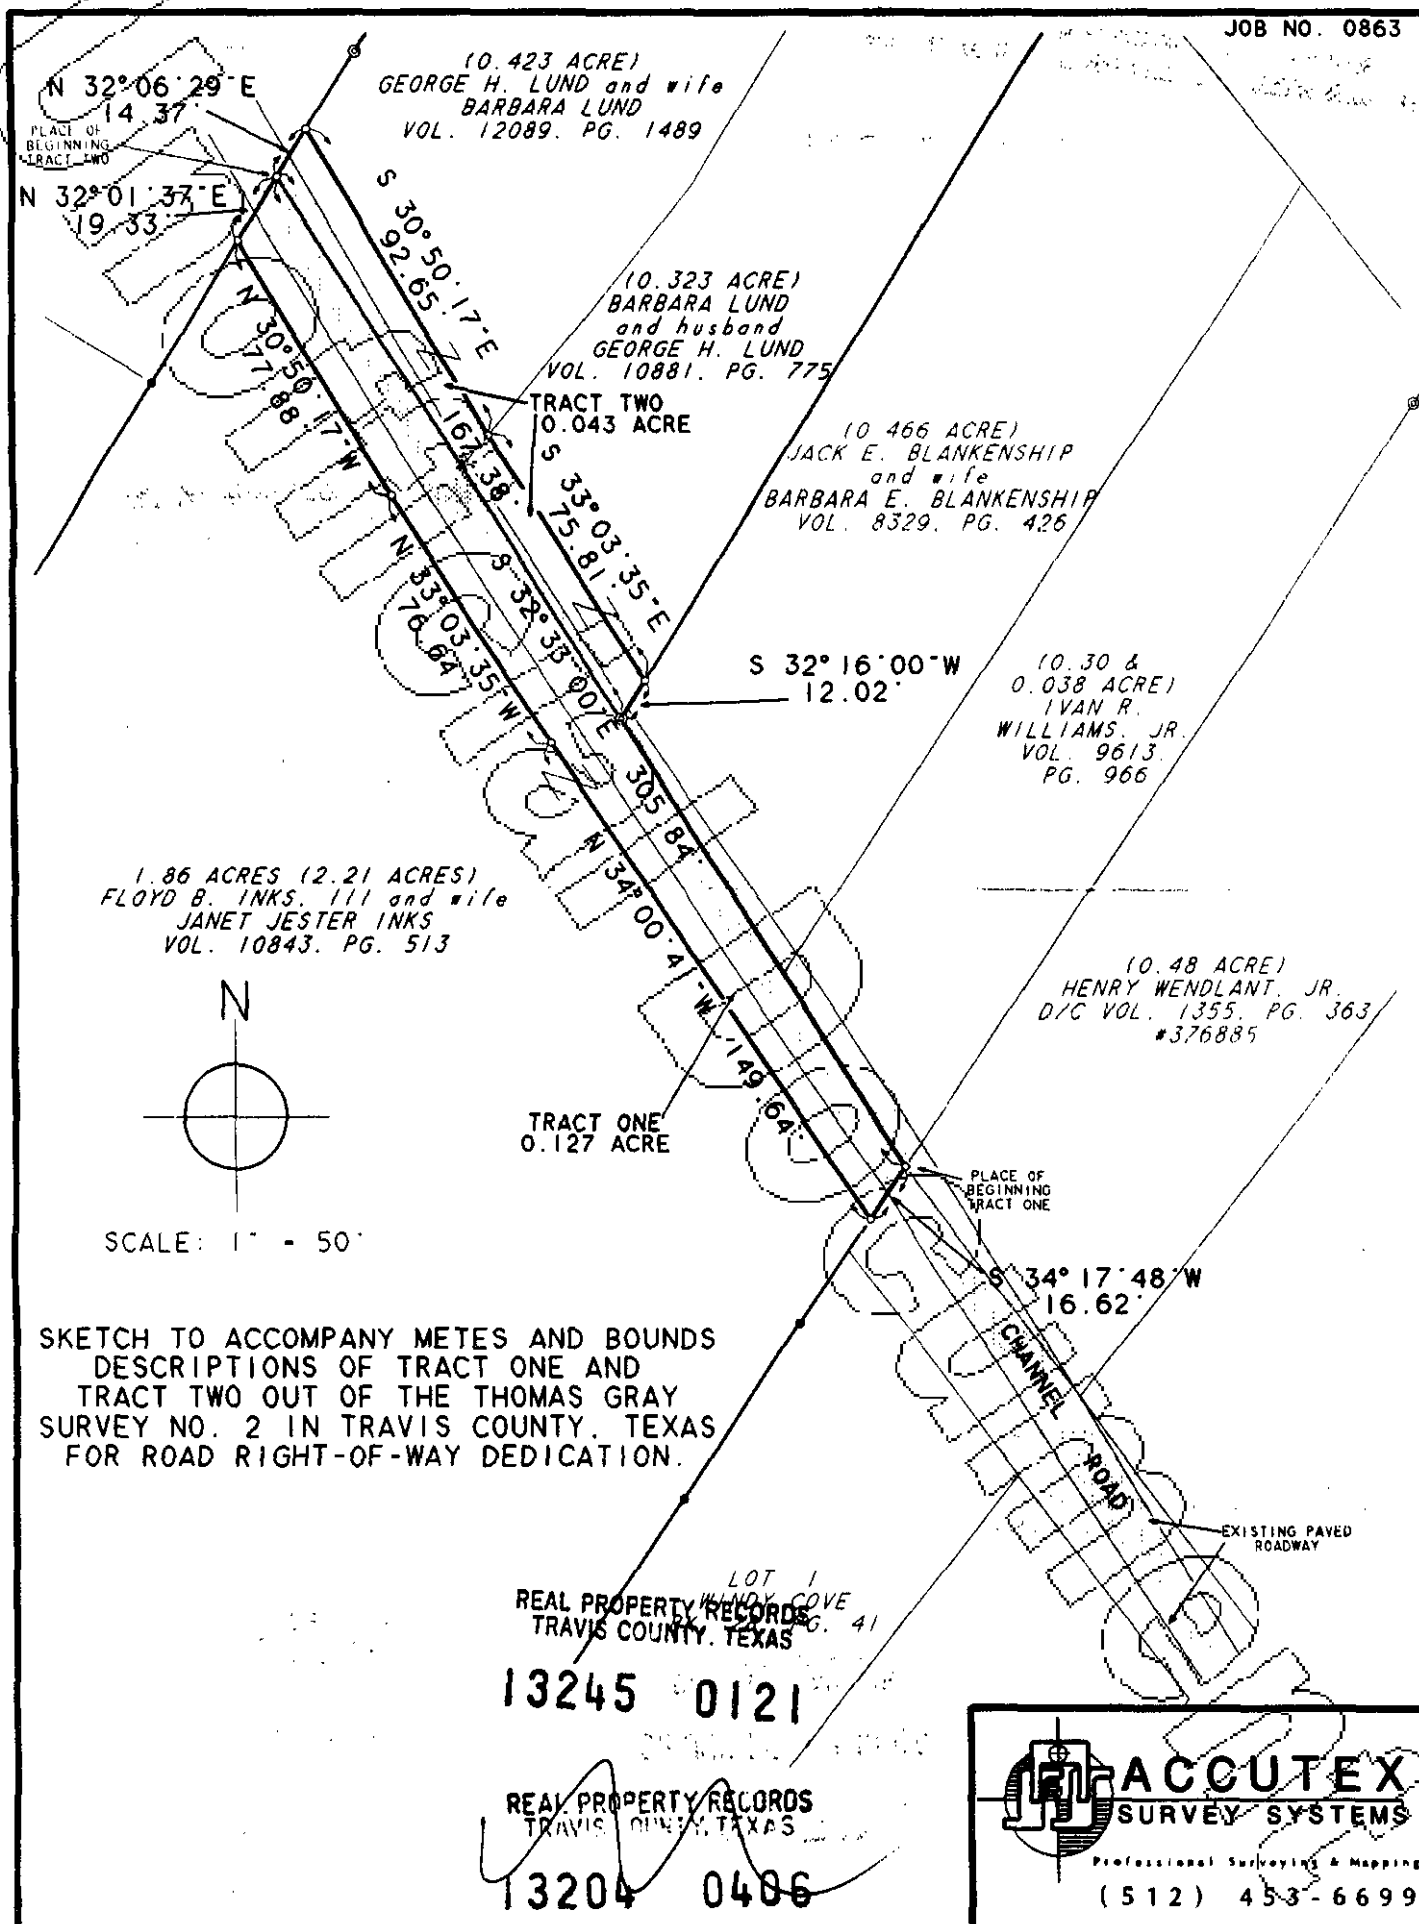 JOB NO. 0863
N 32°06'29"E
14.37'
PLACE OF
BEGINNING
TRACT TWO
N 32°01'37"E
19.33'
(0.423 ACRE)
GEORGE H. LUND and wife
BARBARA LUND
VOL. 12089. PG. 1489
S 30°50'17"E
92.65'
(0.323 ACRE)
BARBARA LUND
and husband
GEORGE H. LUND
VOL. 10881. PG. 775
TRACT TWO
0.043 ACRE
N 30°50'17"W
77.88'
167.38'
S 33°03'35"E
75.81'
(0.466 ACRE)
JACK E. BLANKENSHIP
and wife
BARBARA E. BLANKENSHIP
VOL. 8329. PG. 426
N 33°03'35"W
76.64'
S 32°33'00"E 305.84'
S 32°16'00"W
12.02'
(0.30 &
0.038 ACRE)
IVAN R.
WILLIAMS. JR.
VOL. 9613.
PG. 966
1.86 ACRES (2.21 ACRES)
FLOYD B. INKS. III and wife
JANET JESTER INKS
VOL. 10843. PG. 513
N 34°00'41"W 149.64'
(0.48 ACRE)
HENRY WENDLANT. JR.
D/C VOL. 1355. PG. 363
#376885
N
TRACT ONE
0.127 ACRE
PLACE OF
BEGINNING
TRACT ONE
SCALE: 1" - 50'
S 34°17'48"W
16.62'
SKETCH TO ACCOMPANY METES AND BOUNDS
DESCRIPTIONS OF TRACT ONE AND
TRACT TWO OUT OF THE THOMAS GRAY
SURVEY NO. 2 IN TRAVIS COUNTY. TEXAS
FOR ROAD RIGHT-OF-WAY DEDICATION.
CHANNEL ROAD
EXISTING PAVED
ROADWAY
LOT 1
WINDY COVE
PG. 41
REAL PROPERTY RECORDS
TRAVIS COUNTY. TEXAS
13245 0121
REAL PROPERTY RECORDS
TRAVIS COUNTY, TEXAS
13204 0406
ACCUTEX
SURVEY SYSTEMS
Professional Surveying & Mapping
(512) 453-6699
Unofficial Document